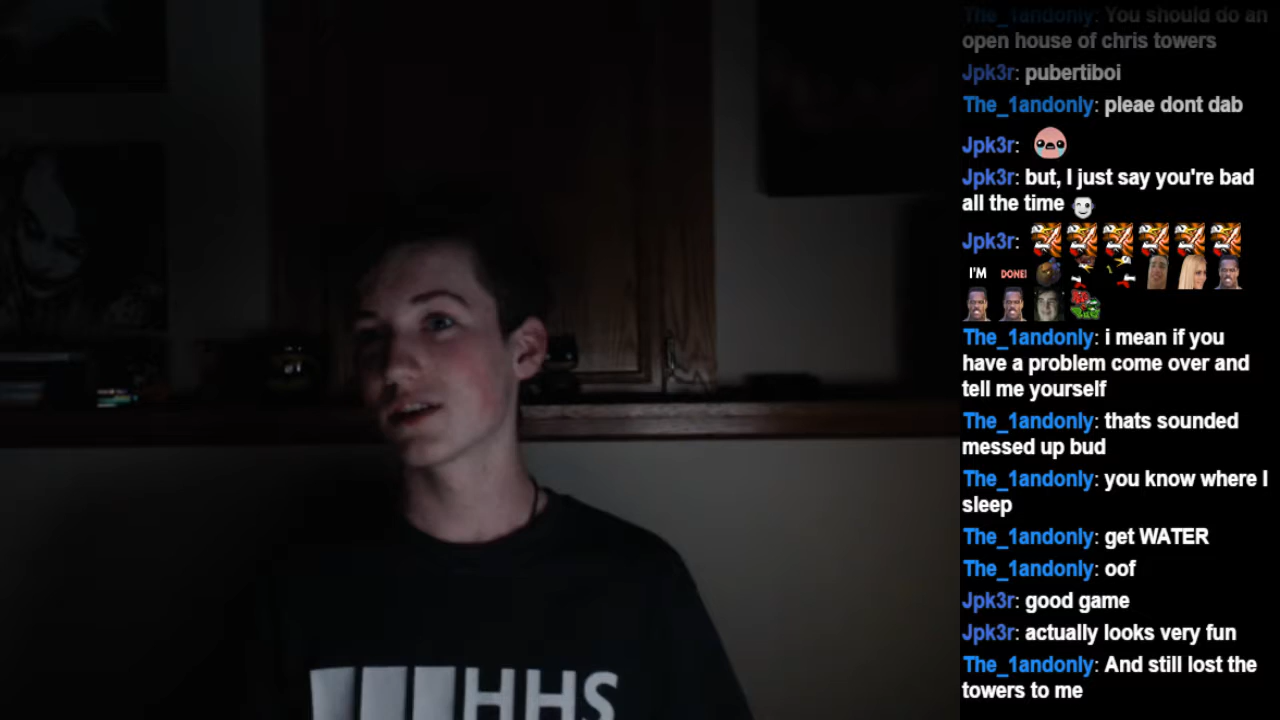 The_1andonly: You should do an
open house of chris towers
Jpk3r: pubertiboi
The_1andonly: pleae dont dab
Jpk3r:
Jpk3r: but, I just say you're bad
all the time
Jpk3r:
I'M DONE!
The_1andonly: i mean if you
have a problem come over and
tell me yourself
The_1andonly: thats sounded
messed up bud
The_1andonly: you know where I
sleep
The_1andonly: get WATER
The_1andonly: oof
Jpk3r: good game
Jpk3r: actually looks very fun
The_1andonly: And still lost the
towers to me
HHS